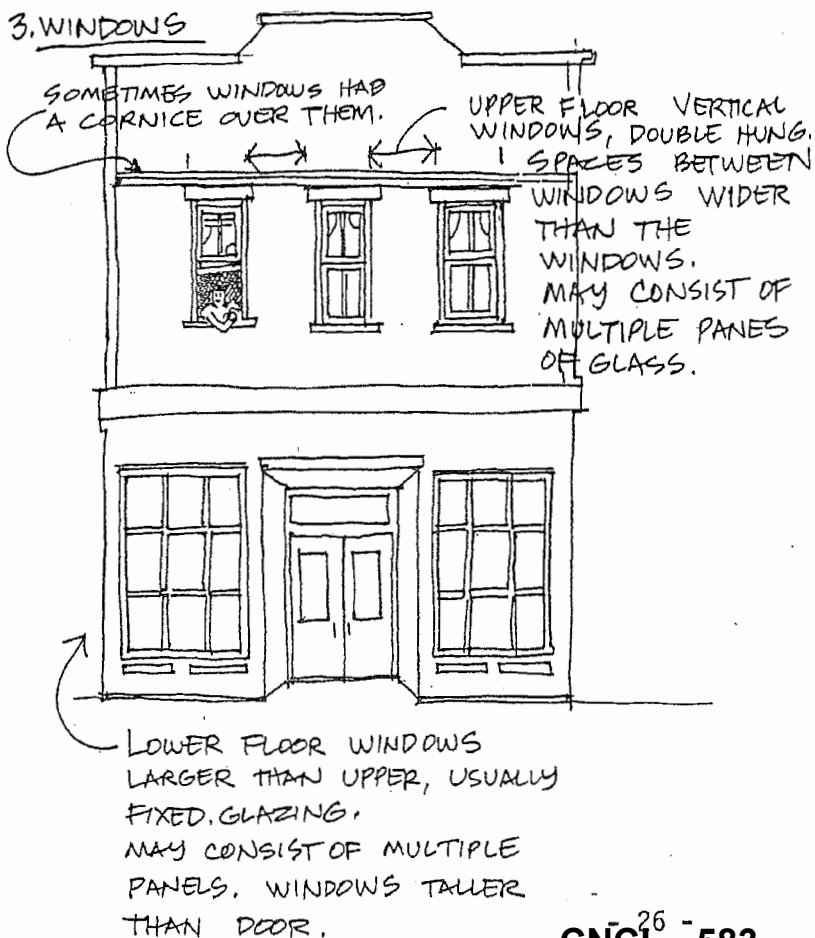 3. WINDOWS
SOMETIMES WINDOWS HAD
A CORNICE OVER THEM.
UPPER FLOOR VERTICAL
WINDOWS, DOUBLE HUNG.
SPACES BETWEEN
WINDOWS WIDER
THAN THE
WINDOWS.
MAY CONSIST OF
MULTIPLE PANES
OF GLASS.
LOWER FLOOR WINDOWS
LARGER THAN UPPER, USUALLY
FIXED. GLAZING.
MAY CONSIST OF MULTIPLE
PANELS. WINDOWS TALLER
THAN DOOR.
- 26 -